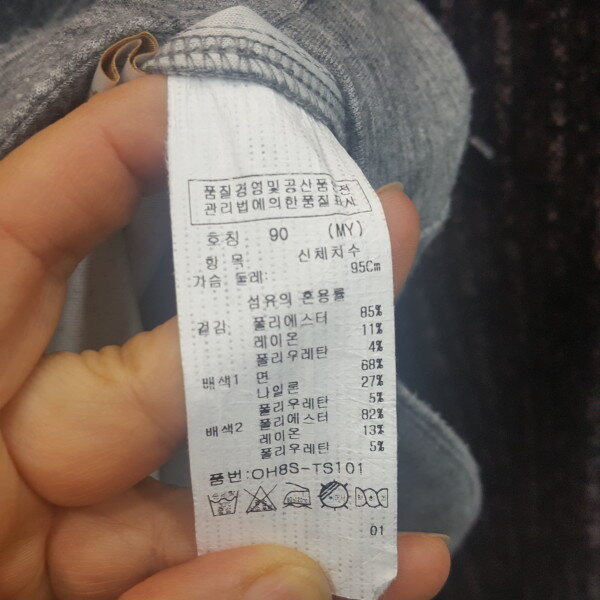 품질경영및공산품안전
관리법에의한품질표시
호칭 90 (MY)
항 목 신체치수
가슴 둘레: 95Cm
섬유의 혼용률
겉감 폴리에스터 85%
레이온 11%
폴리우레탄 4%
배색1 면 68%
나일론 27%
폴리우레탄 5%
배색2 폴리에스터 82%
레이온 13%
폴리우레탄 5%
품번:OH8S-TS101
01